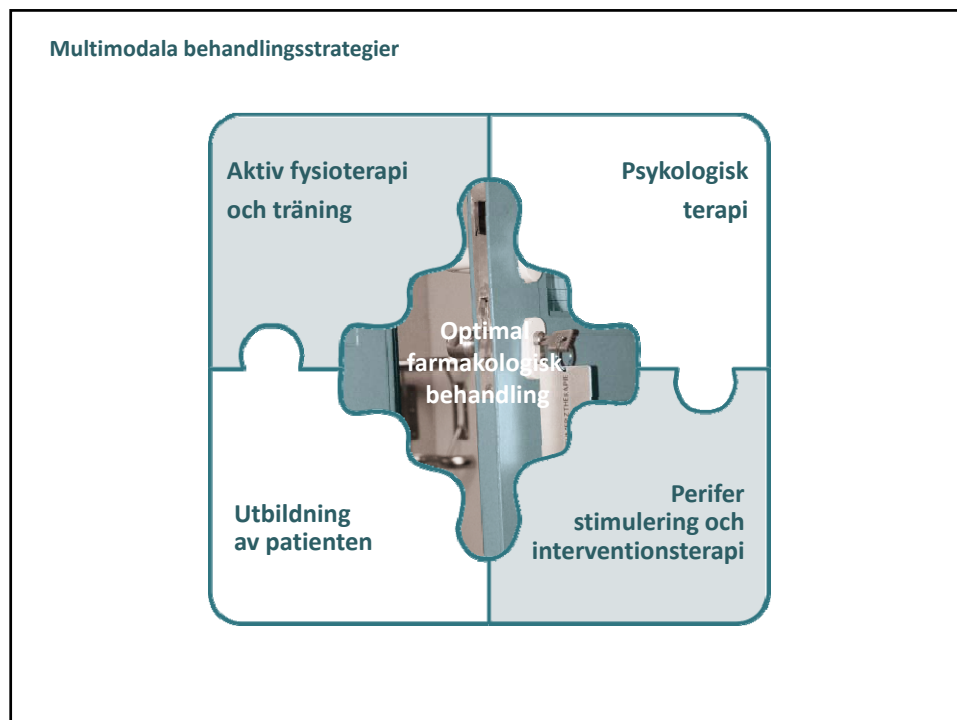 Multimodala behandlingsstrategier
Aktiv fysioterapi
och träning
Psykologisk
terapi
Optimal
farmakologisk
behandling
Utbildning
av patienten
Perifer
stimulering och
interventionsterapi